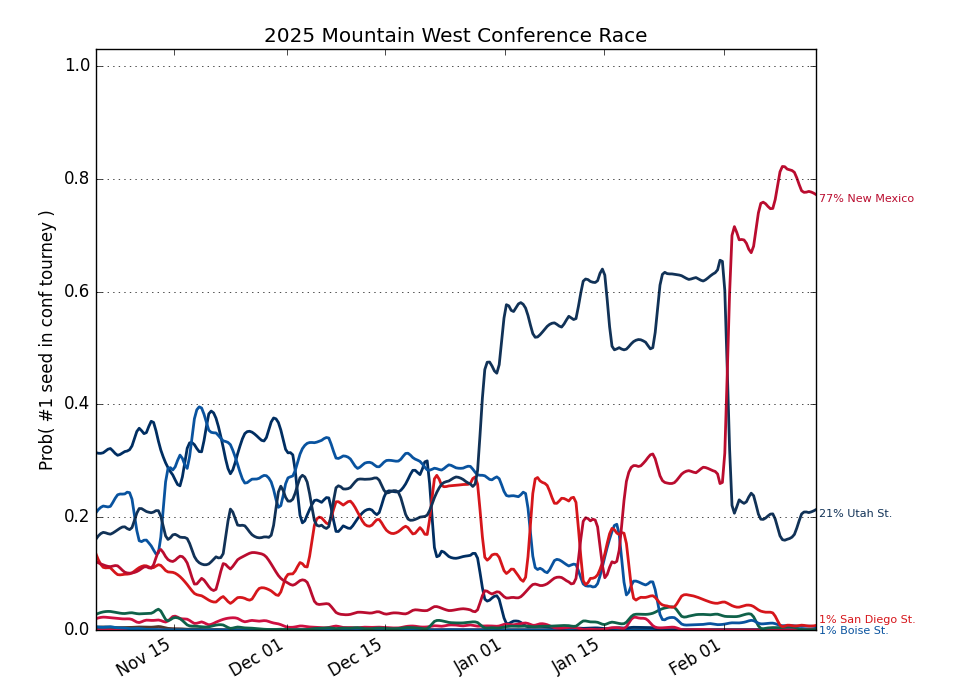 2025 Mountain West Conference Race
Prob( #1 seed in conf tourney )
1.0
0.8
0.6
0.4
0.2
0.0
77% New Mexico
21% Utah St.
1% San Diego St.
1% Boise St.
Nov 15
Dec 01
Dec 15
Jan 01
Jan 15
Feb 01